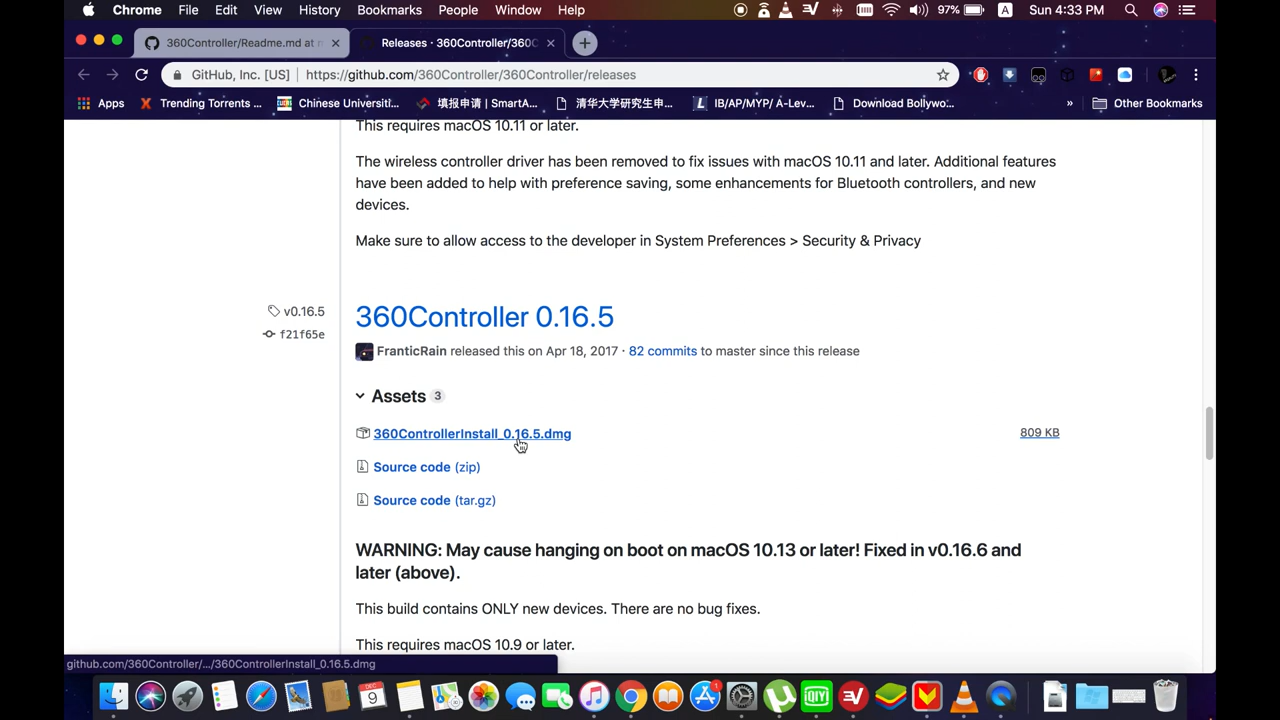 Chrome File Edit View History Bookmarks People Window Help 97% A Sun 4:33 PM
360Controller/Readme.md at n
Releases · 360Controller/360C
GitHub, Inc. [US] https://github.com/360Controller/360Controller/releases
Apps Trending Torrents ... Chinese Universiti... 填报申请 | SmartA... 清华大学研究生申... IB/AP/MYP/ A-Lev... Download Bollywo... » Other Bookmarks
This requires macOS 10.11 or later.
The wireless controller driver has been removed to fix issues with macOS 10.11 and later. Additional features
have been added to help with preference saving, some enhancements for Bluetooth controllers, and new
devices.
Make sure to allow access to the developer in System Preferences > Security & Privacy
v0.16.5
f21f65e
360Controller 0.16.5
FranticRain released this on Apr 18, 2017 · 82 commits to master since this release
Assets 3
360ControllerInstall_0.16.5.dmg 809 KB
Source code (zip)
Source code (tar.gz)
WARNING: May cause hanging on boot on macOS 10.13 or later! Fixed in v0.16.6 and
later (above).
This build contains ONLY new devices. There are no bug fixes.
This requires macOS 10.9 or later.
github.com/360Controller/.../360ControllerInstall_0.16.5.dmg
DEC
9
1
iQIYI